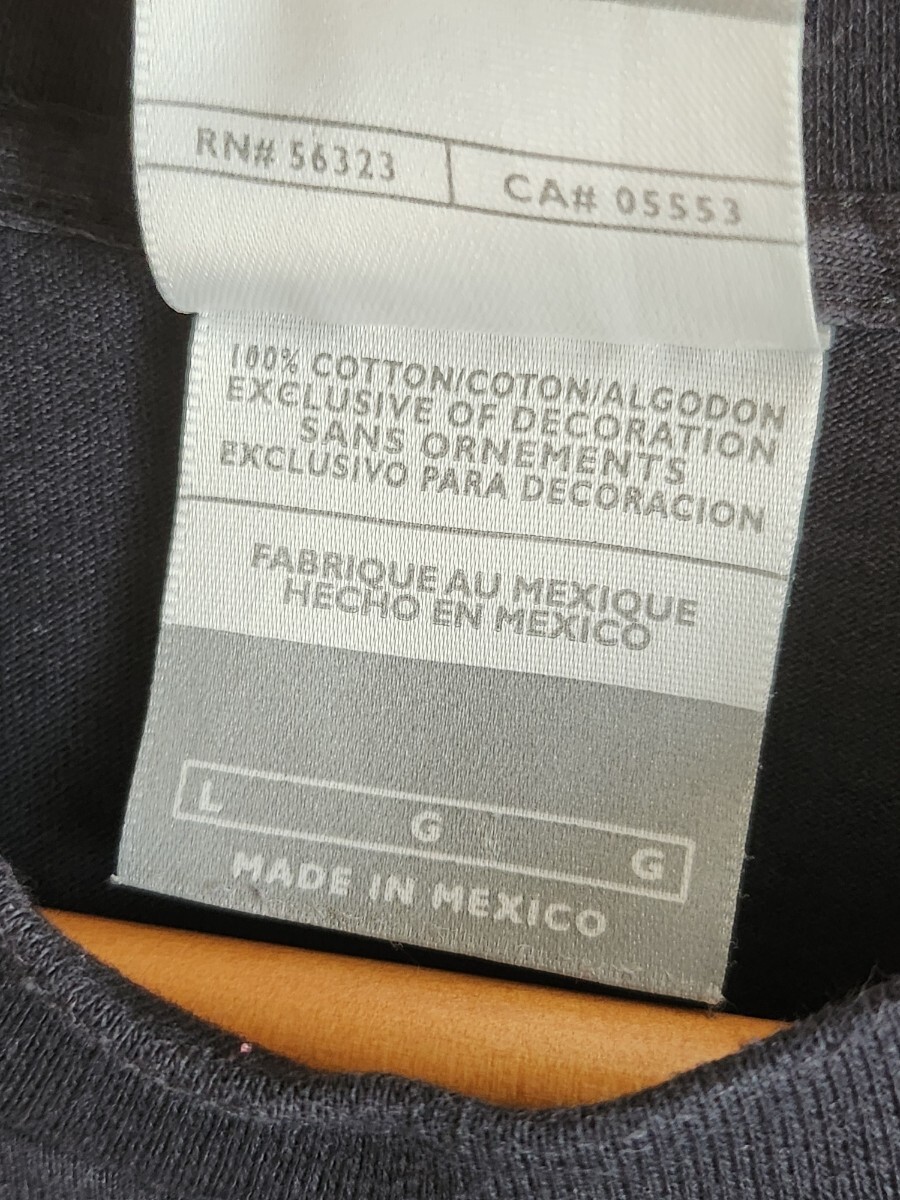 RN# 56323 CA# 05553
100% COTTON/COTON/ALGODON
EXCLUSIVE OF DECORATION
SANS ORNEMENTS
EXCLUSIVO PARA DECORACION
FABRIQUE AU MEXIQUE
HECHO EN MEXICO
L G G
MADE IN MEXICO